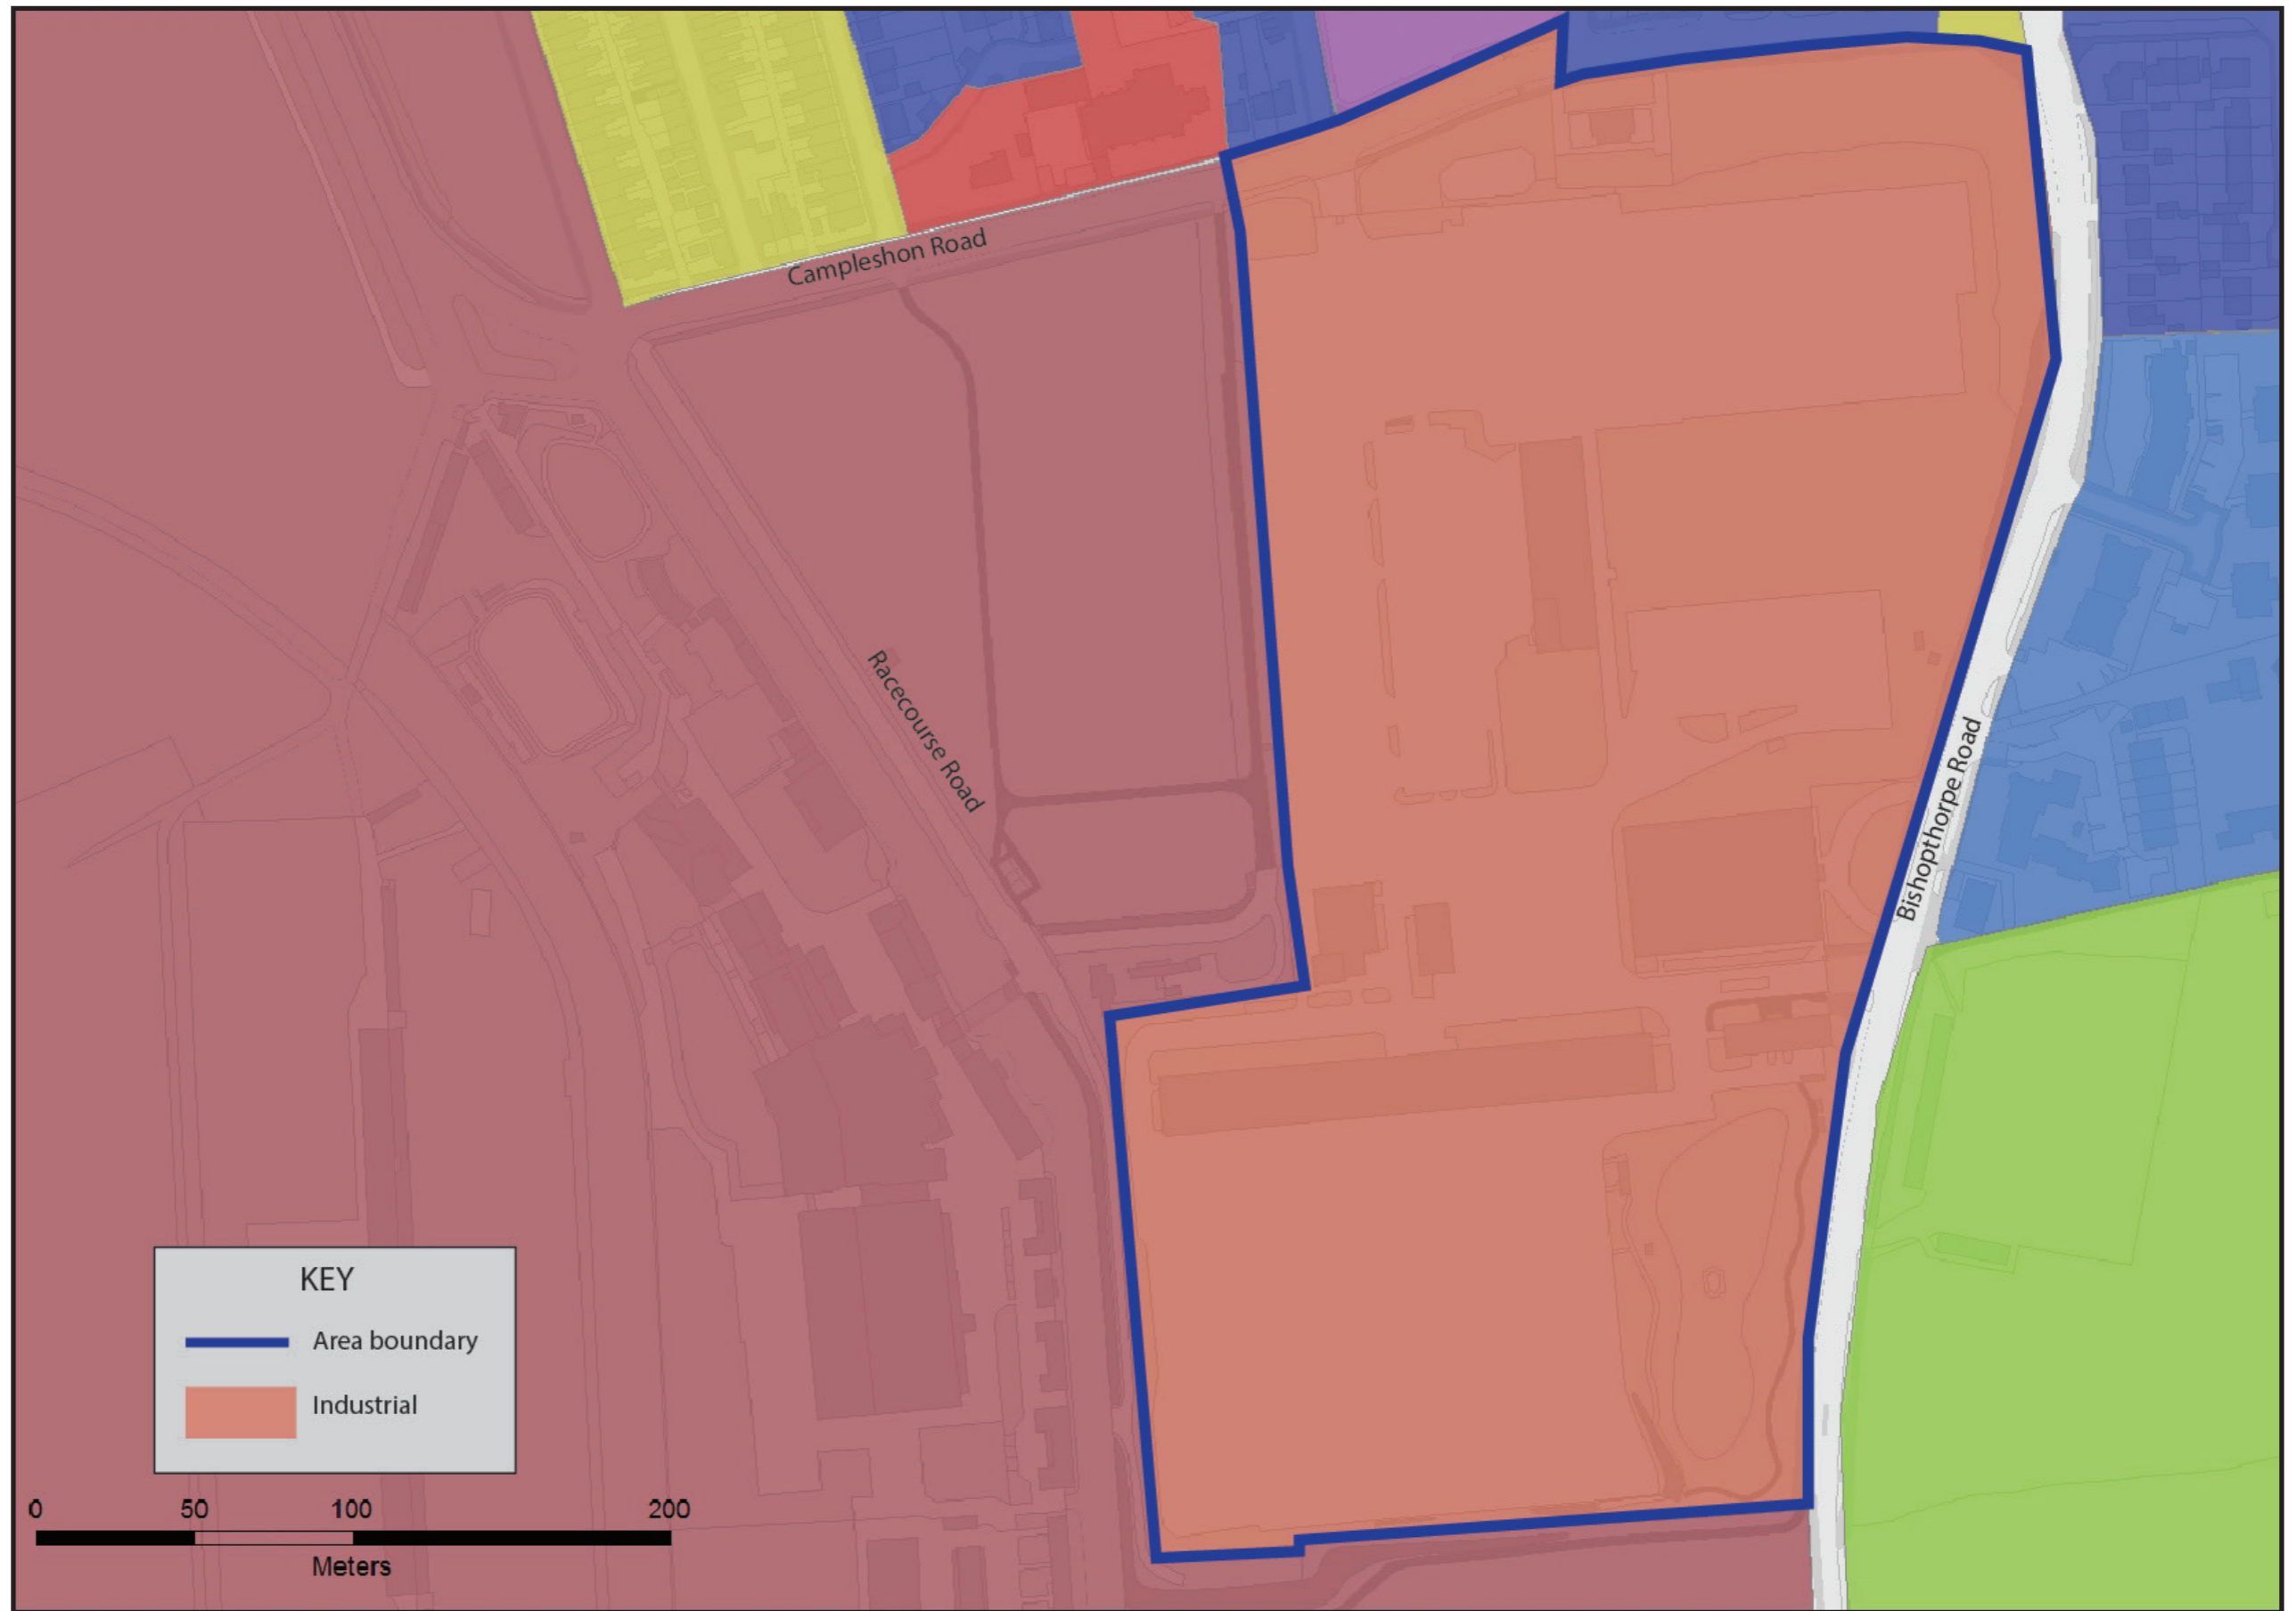 Campleshon Road
Racecourse Road
Bishopthorpe Road
KEY
Area boundary
Industrial
0 50 100 200
Meters